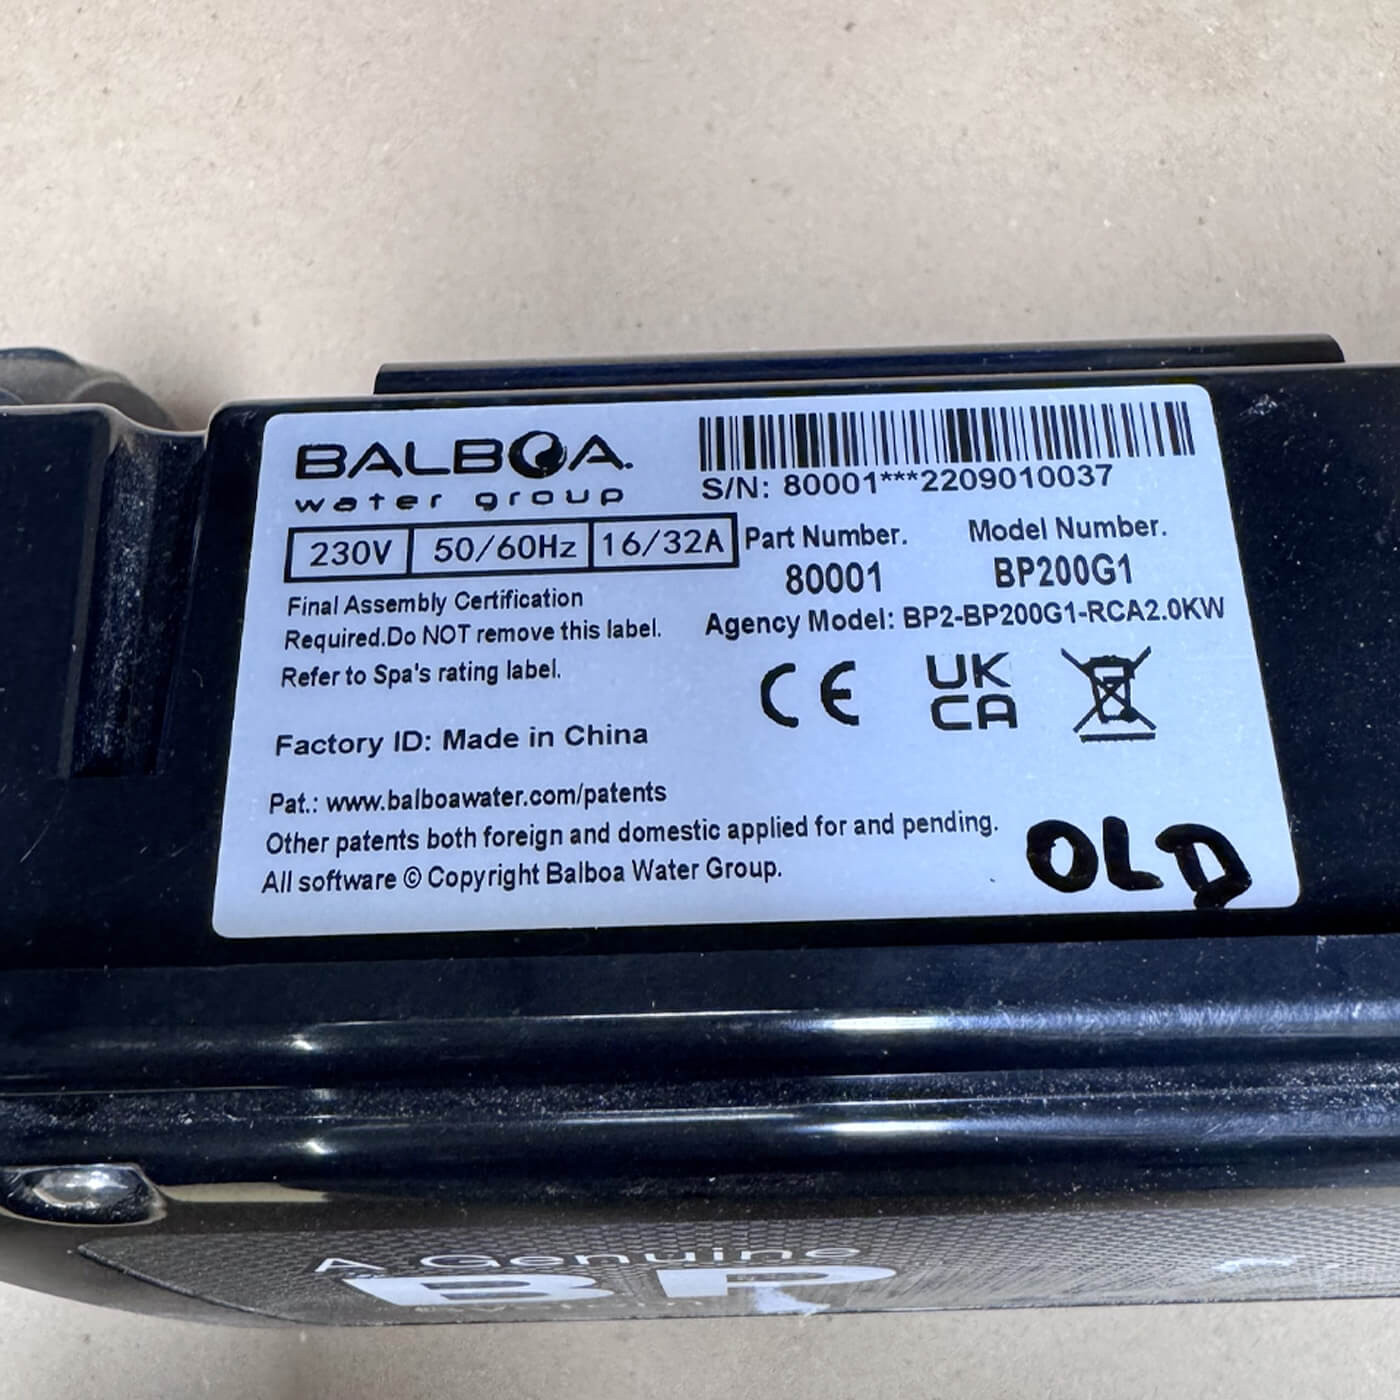 BALBOA.
water group
S/N: 80001***2209010037
230V 50/60Hz 16/32A
Part Number.
80001
Model Number.
BP200G1
Agency Model: BP2-BP200G1-RCA2.0KW
Final Assembly Certification
Required.Do NOT remove this label.
Refer to Spa's rating label.
CE
UK
CA
Factory ID: Made in China
Pat.: www.balboawater.com/patents
Other patents both foreign and domestic applied for and pending.
All software © Copyright Balboa Water Group.
OLD
A Genuine
BP